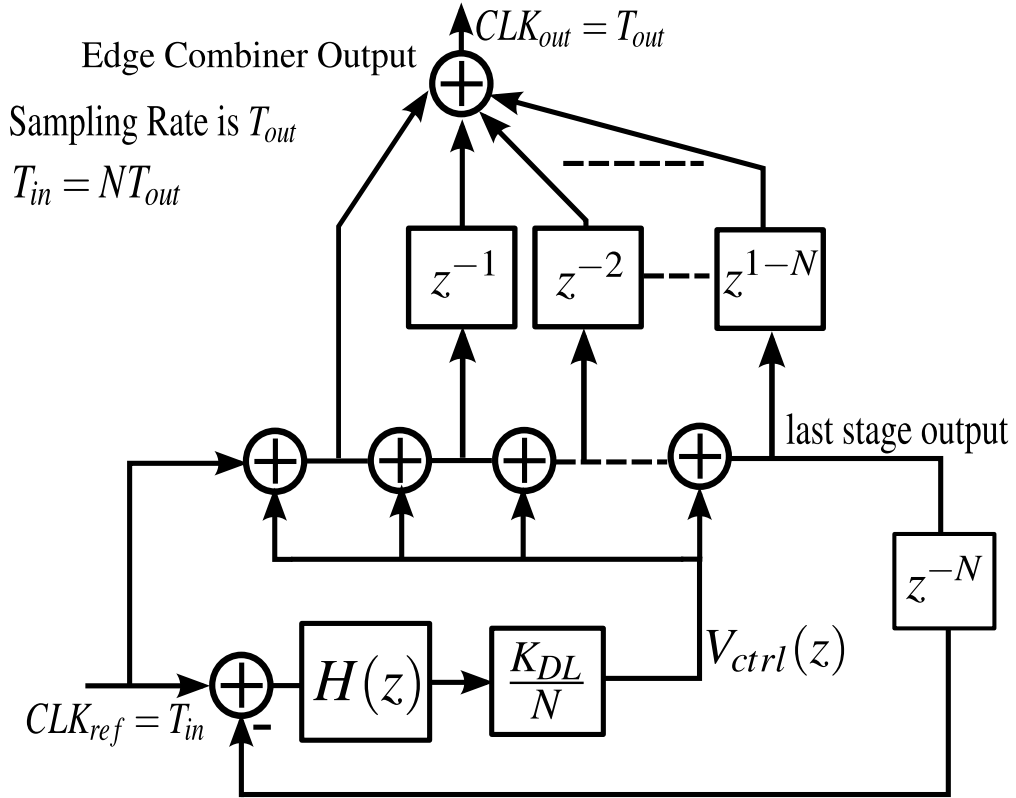 CLK_out = T_out
Edge Combiner Output
Sampling Rate is T_out
T_in = NT_out
z^−1
z^−2
z^1−N
last stage output
z^−N
H(z)
K_DL
N
V_ctrl(z)
CLK_ref = T_in
-